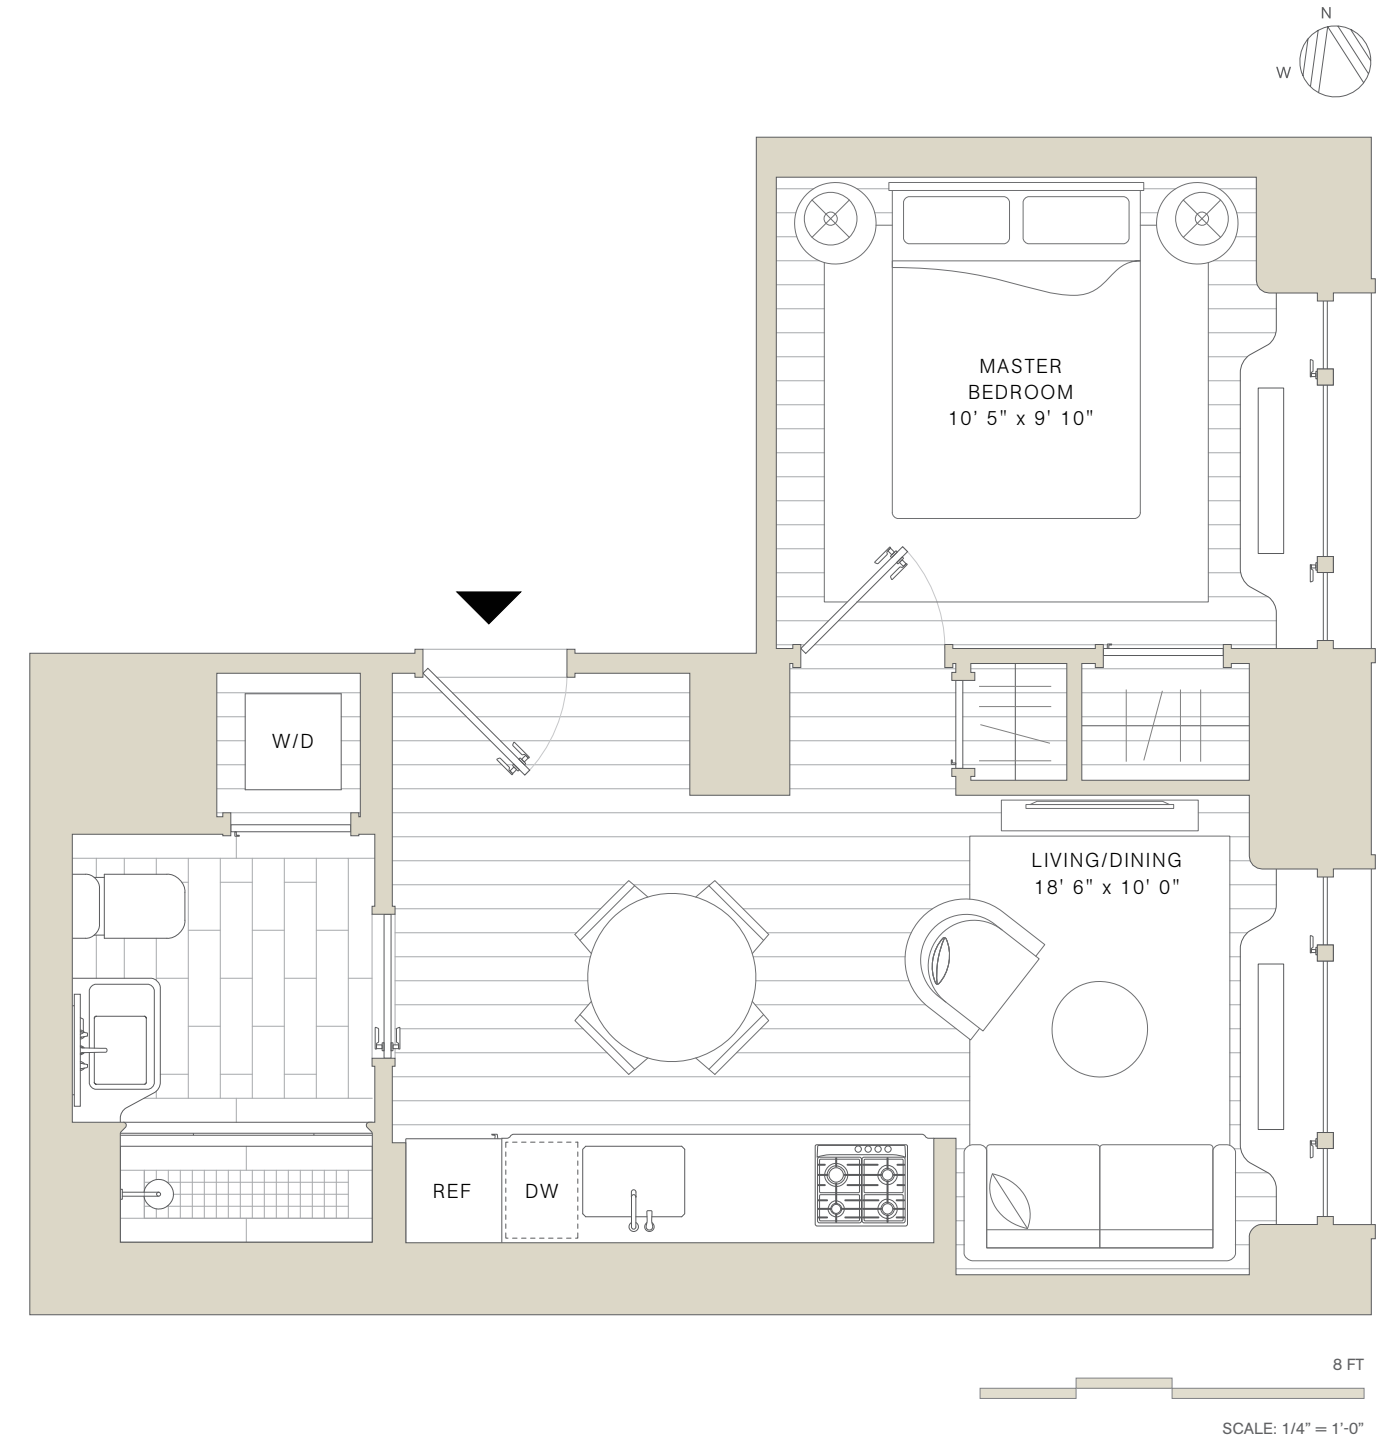 N
W
MASTER
BEDROOM
10' 5" x 9' 10"
W/D
LIVING/DINING
18' 6" x 10' 0"
REF
DW
8 FT
SCALE: 1/4” = 1’-0”